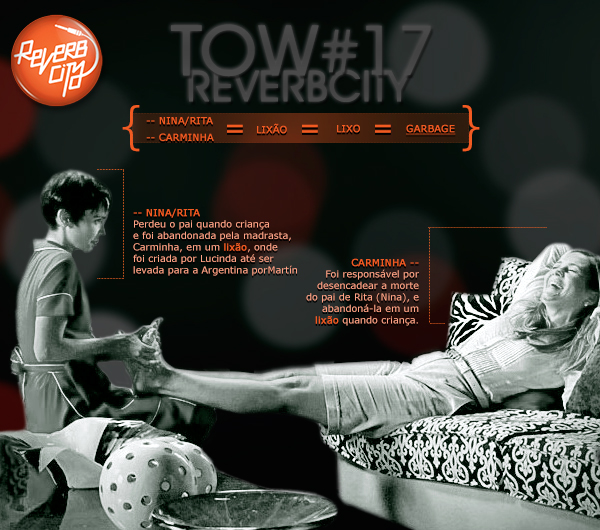 REVERB
CITY
TOW#17
REVERBCITY
-- NINA/RITA
-- CARMINHA
= LIXÃO = LIXO = GARBAGE
-- NINA/RITA
Perdeu o pai quando criança
e foi abandonada pela madrasta,
Carminha, em um lixão, onde
foi criada por Lucinda até ser
levada para a Argentina porMartín
CARMINHA --
Foi responsável por
desencadear a morte
do pai de Rita (Nina), e
abandoná-la em um
lixão quando criança.